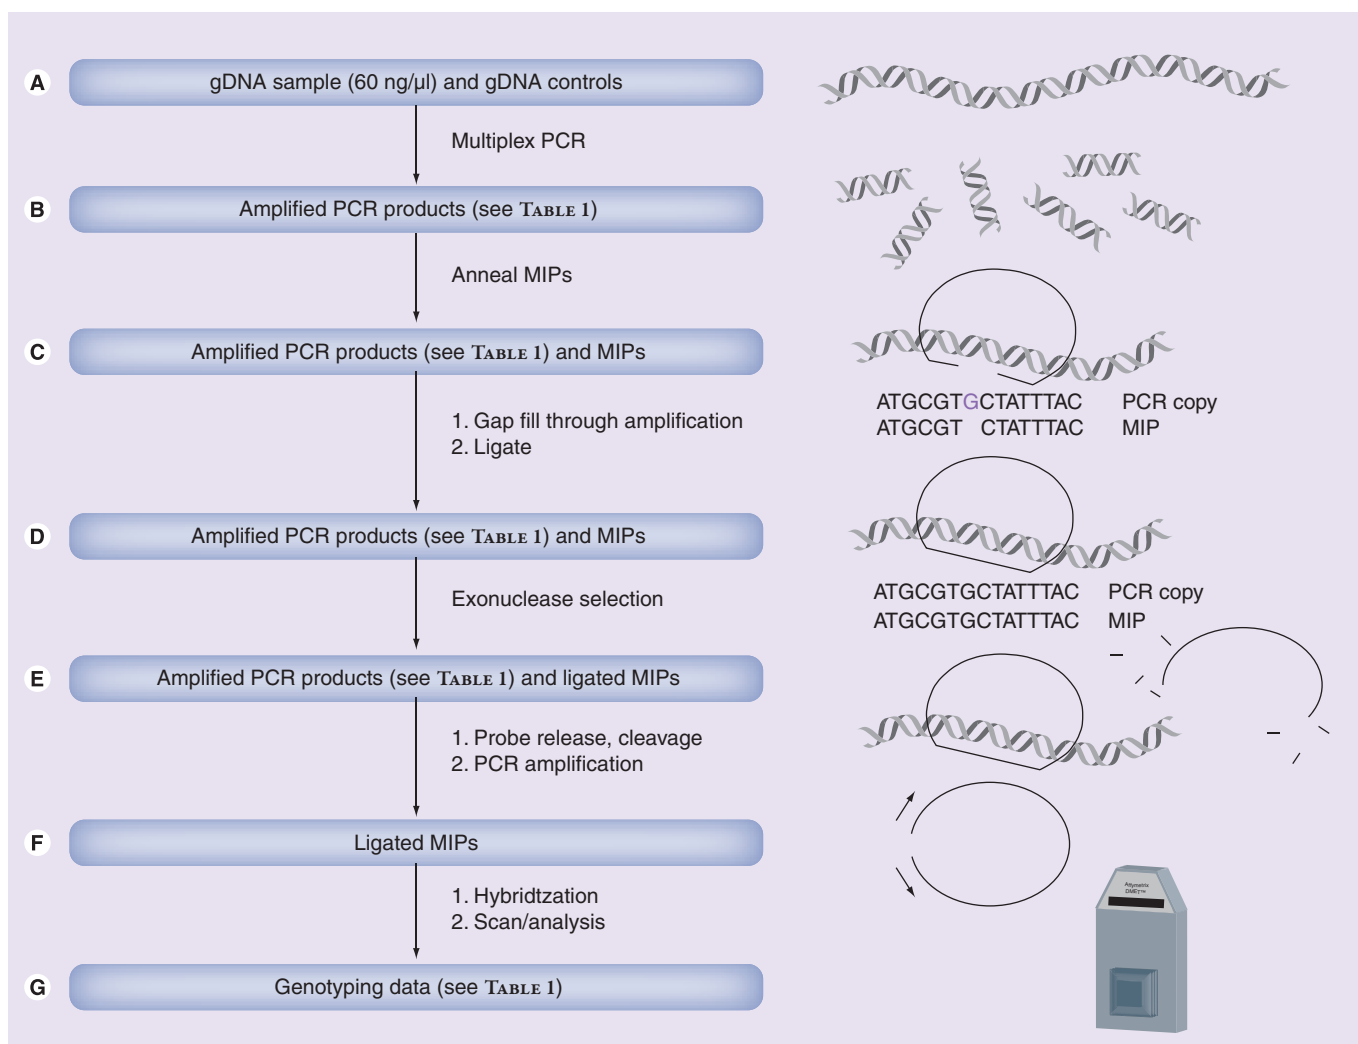 A gDNA sample (60 ng/µl) and gDNA controls
Multiplex PCR
B Amplified PCR products (see TABLE 1)
Anneal MIPs
C Amplified PCR products (see TABLE 1) and MIPs
ATGCGTGCTATTTAC PCR copy
ATGCGT CTATTTAC MIP
1. Gap fill through amplification
2. Ligate
D Amplified PCR products (see TABLE 1) and MIPs
ATGCGTGCTATTTAC PCR copy
ATGCGTGCTATTTAC MIP
Exonuclease selection
E Amplified PCR products (see TABLE 1) and ligated MIPs
1. Probe release, cleavage
2. PCR amplification
F Ligated MIPs
1. Hybridtzation
2. Scan/analysis
Affymetrix
DMET™
G Genotyping data (see TABLE 1)